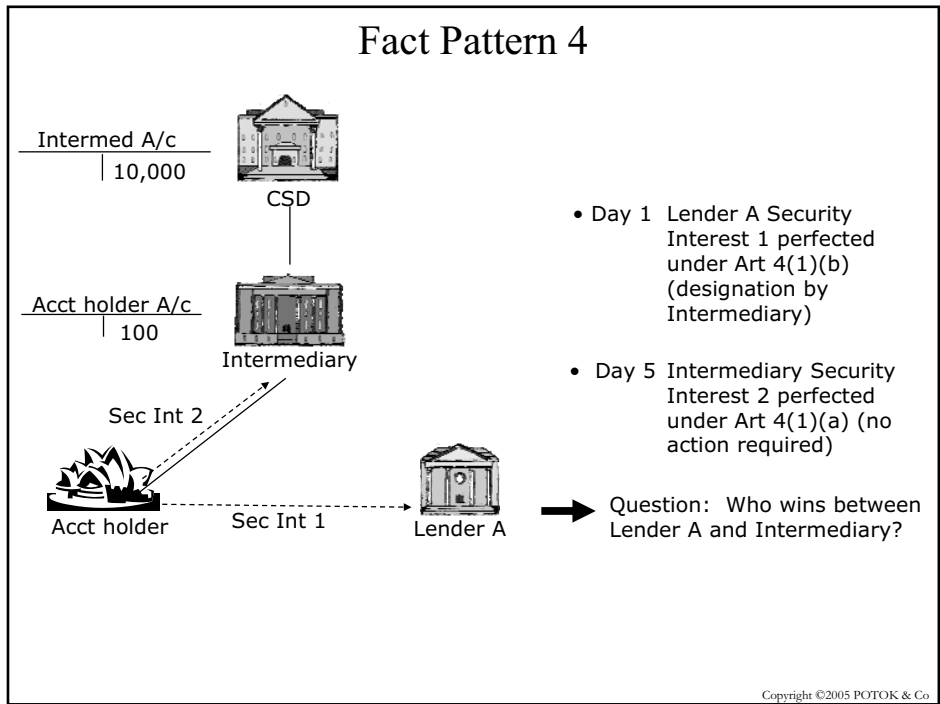 Fact Pattern 4
Intermed A/c
10,000
CSD
Acct holder A/c
100
Intermediary
Sec Int 2
Acct holder
Sec Int 1
Lender A
• Day 1 Lender A Security
Interest 1 perfected
under Art 4(1)(b)
(designation by
Intermediary)
• Day 5 Intermediary Security
Interest 2 perfected
under Art 4(1)(a) (no
action required)
Question: Who wins between
Lender A and Intermediary?
Copyright ©2005 POTOK & Co